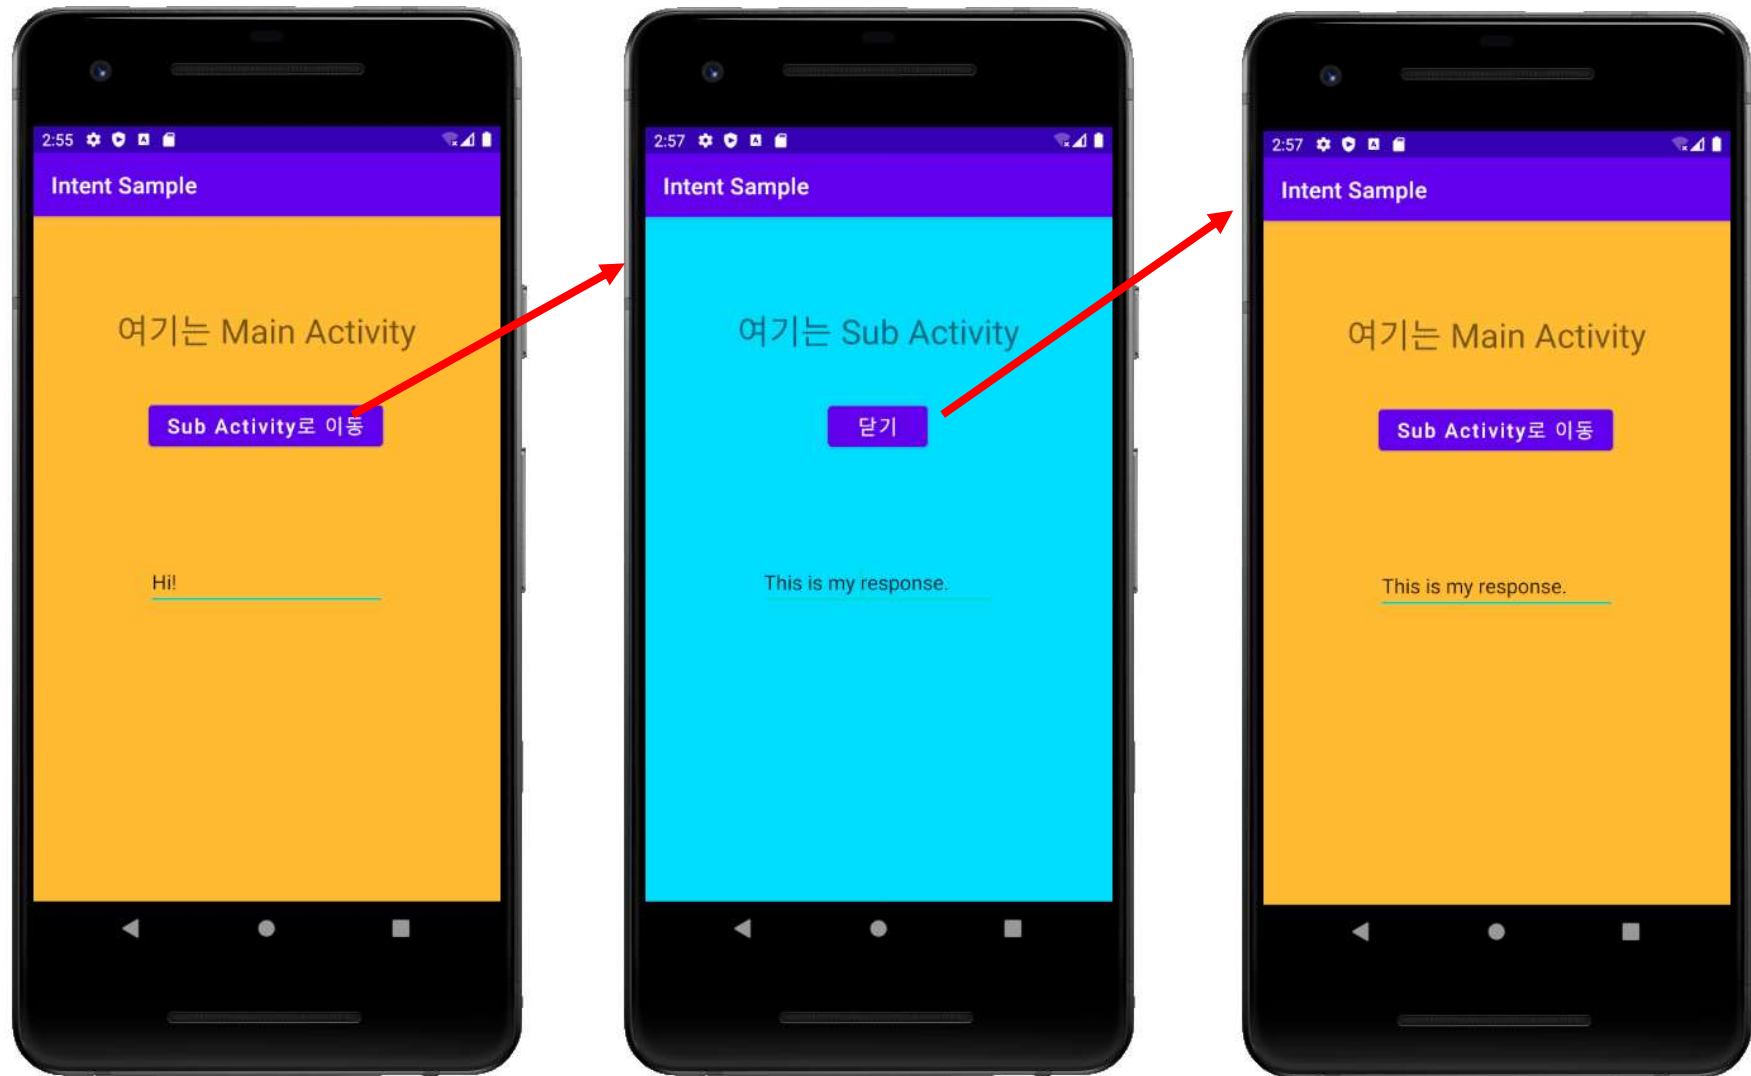 2:55
Intent Sample
여기는 Main Activity
Sub Activity로 이동
Hi!
2:57
Intent Sample
여기는 Sub Activity
닫기
This is my response.
2:57
Intent Sample
여기는 Main Activity
Sub Activity로 이동
This is my response.